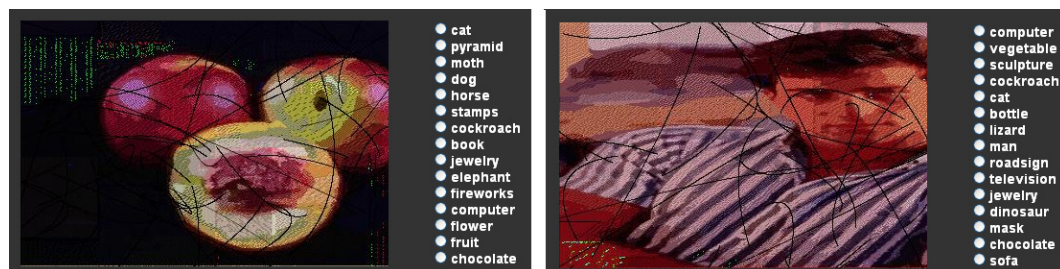 cat
pyramid
moth
dog
horse
stamps
cockroach
book
jewelry
elephant
fireworks
computer
flower
fruit
chocolate
computer
vegetable
sculpture
cockroach
cat
bottle
lizard
man
roadsign
television
jewelry
dinosaur
mask
chocolate
sofa